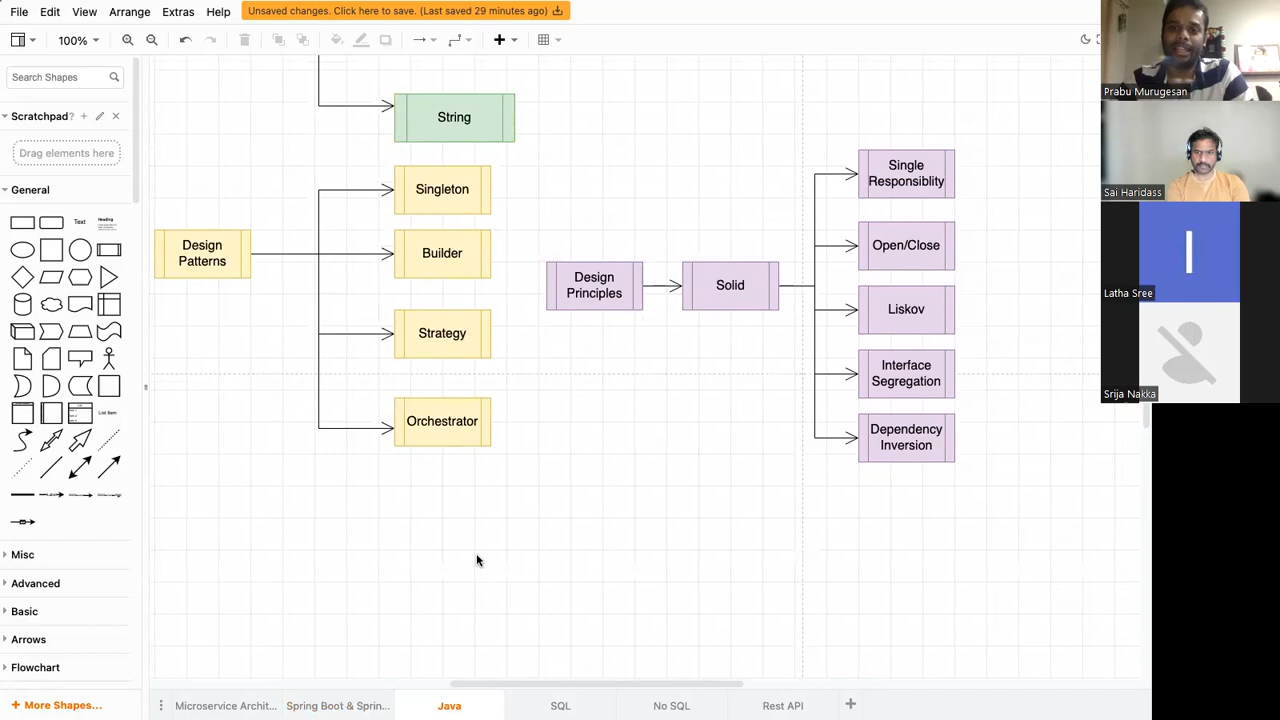 File Edit View Arrange Extras Help Unsaved changes. Click here to save. (Last saved 29 minutes ago)
100%
Search Shapes
Scratchpad ?
Drag elements here
General
Text
Heading
List Item
Misc
Advanced
Basic
Arrows
Flowchart
+ More Shapes...
String
Singleton
Design
Patterns
Builder
Strategy
Orchestrator
Design
Principles
Solid
Single
Responsiblity
Open/Close
Liskov
Interface
Segregation
Dependency
Inversion
Prabu Murugesan
Sai Haridass
I
Latha Sree
Srija Nakka
Microservice Archit... Spring Boot & Sprin... Java SQL No SQL Rest API